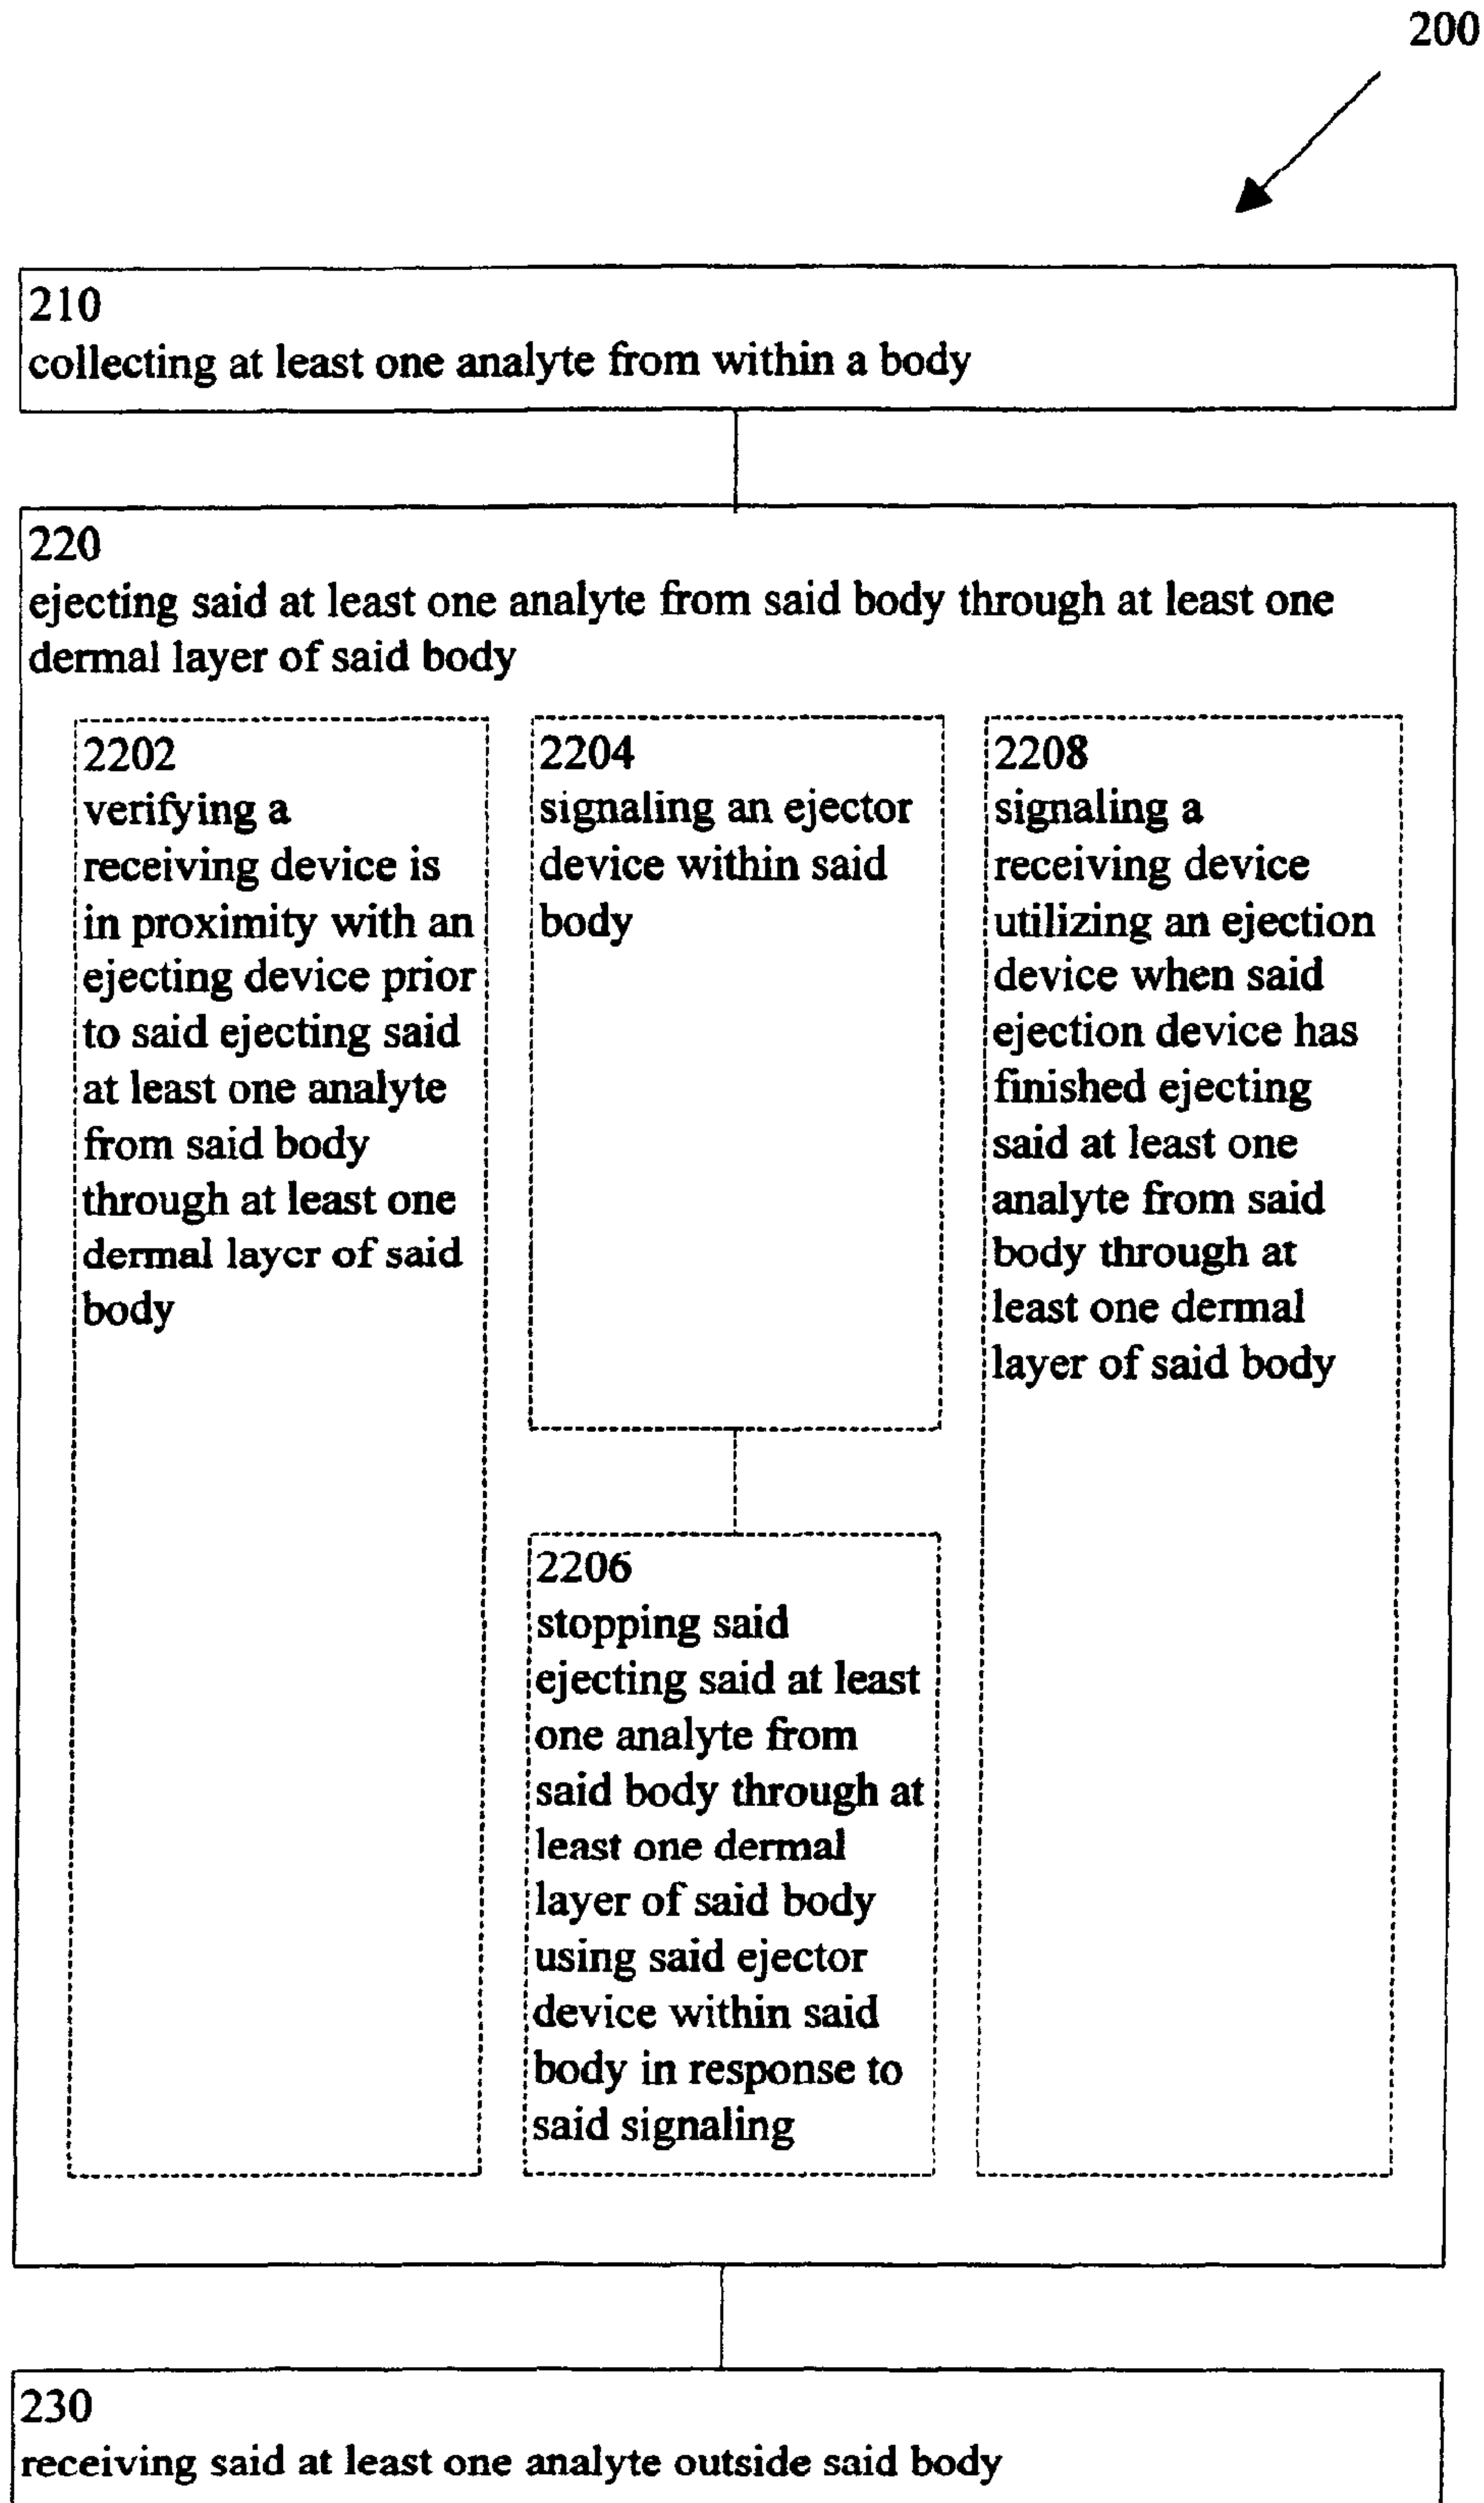 200
210
collecting at least one analyte from within a body
220
ejecting said at least one analyte from said body through at least one
dermal layer of said body
2202
verifying a
receiving device is
in proximity with an
ejecting device prior
to said ejecting said
at least one analyte
from said body
through at least one
dermal layer of said
body
2204
signaling an ejector
device within said
body
2206
stopping said
ejecting said at least
one analyte from
said body through at
least one dermal
layer of said body
using said ejector
device within said
body in response to
said signaling
2208
signaling a
receiving device
utilizing an ejection
device when said
ejection device has
finished ejecting
said at least one
analyte from said
body through at
least one dermal
layer of said body
230
receiving said at least one analyte outside said body